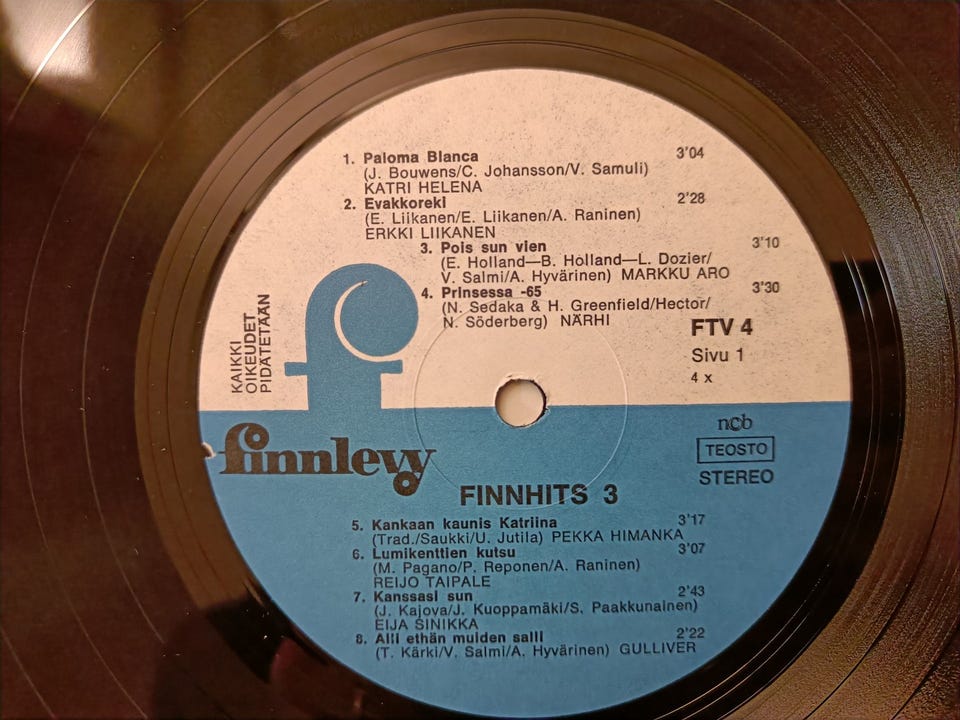 1. Paloma Blanca 3'04
(J. Bouwens/C. Johansson/V. Samuli)
KATRI HELENA
2. Evakkoreki 2'28
(E. Liikanen/E. Liikanen/A. Raninen)
ERKKI LIIKANEN
3. Pois sun vien 3'10
(E. Holland—B. Holland—L. Dozier/
V. Salmi/A. Hyvärinen) MARKKU ARO
4. Prinsessa -65 3'30
(N. Sedaka & H. Greenfield/Hector/
N. Söderberg) NÄRHI
KAIKKI
OIKEUDET
PIDÄTETÄÄN
FTV 4
Sivu 1
4 x
finnlevy
ncb
TEOSTO
STEREO
FINNHITS 3
5. Kankaan kaunis Katriina 3'17
(Trad./Saukki/U. Jutila) PEKKA HIMANKA
6. Lumikenttien kutsu 3'07
(M. Pagano/P. Reponen/A. Raninen)
REIJO TAIPALE
7. Kanssasi sun 2'43
(J. Kajova/J. Kuoppamäki/S. Paakkunainen)
EIJA SINIKKA
8. Älli ethän muiden salli 2'22
(T. Kärki/V. Salmi/A. Hyvärinen) GULLIVER